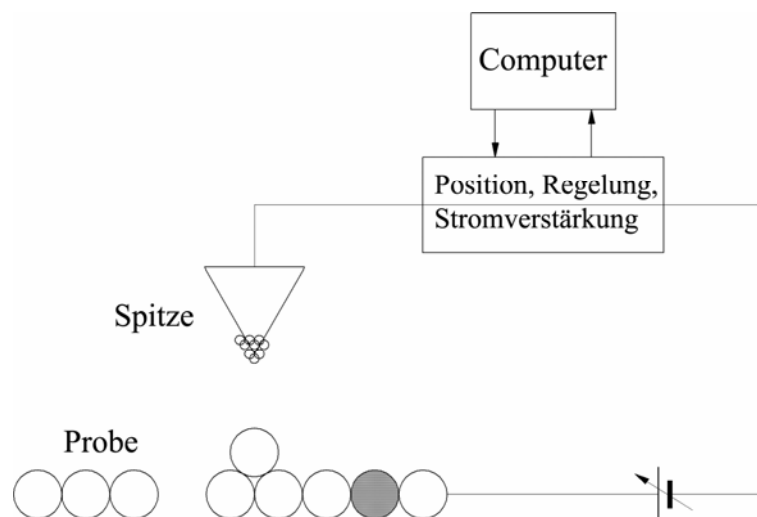 Computer
Position, Regelung,
Stromverstärkung
Spitze
Probe